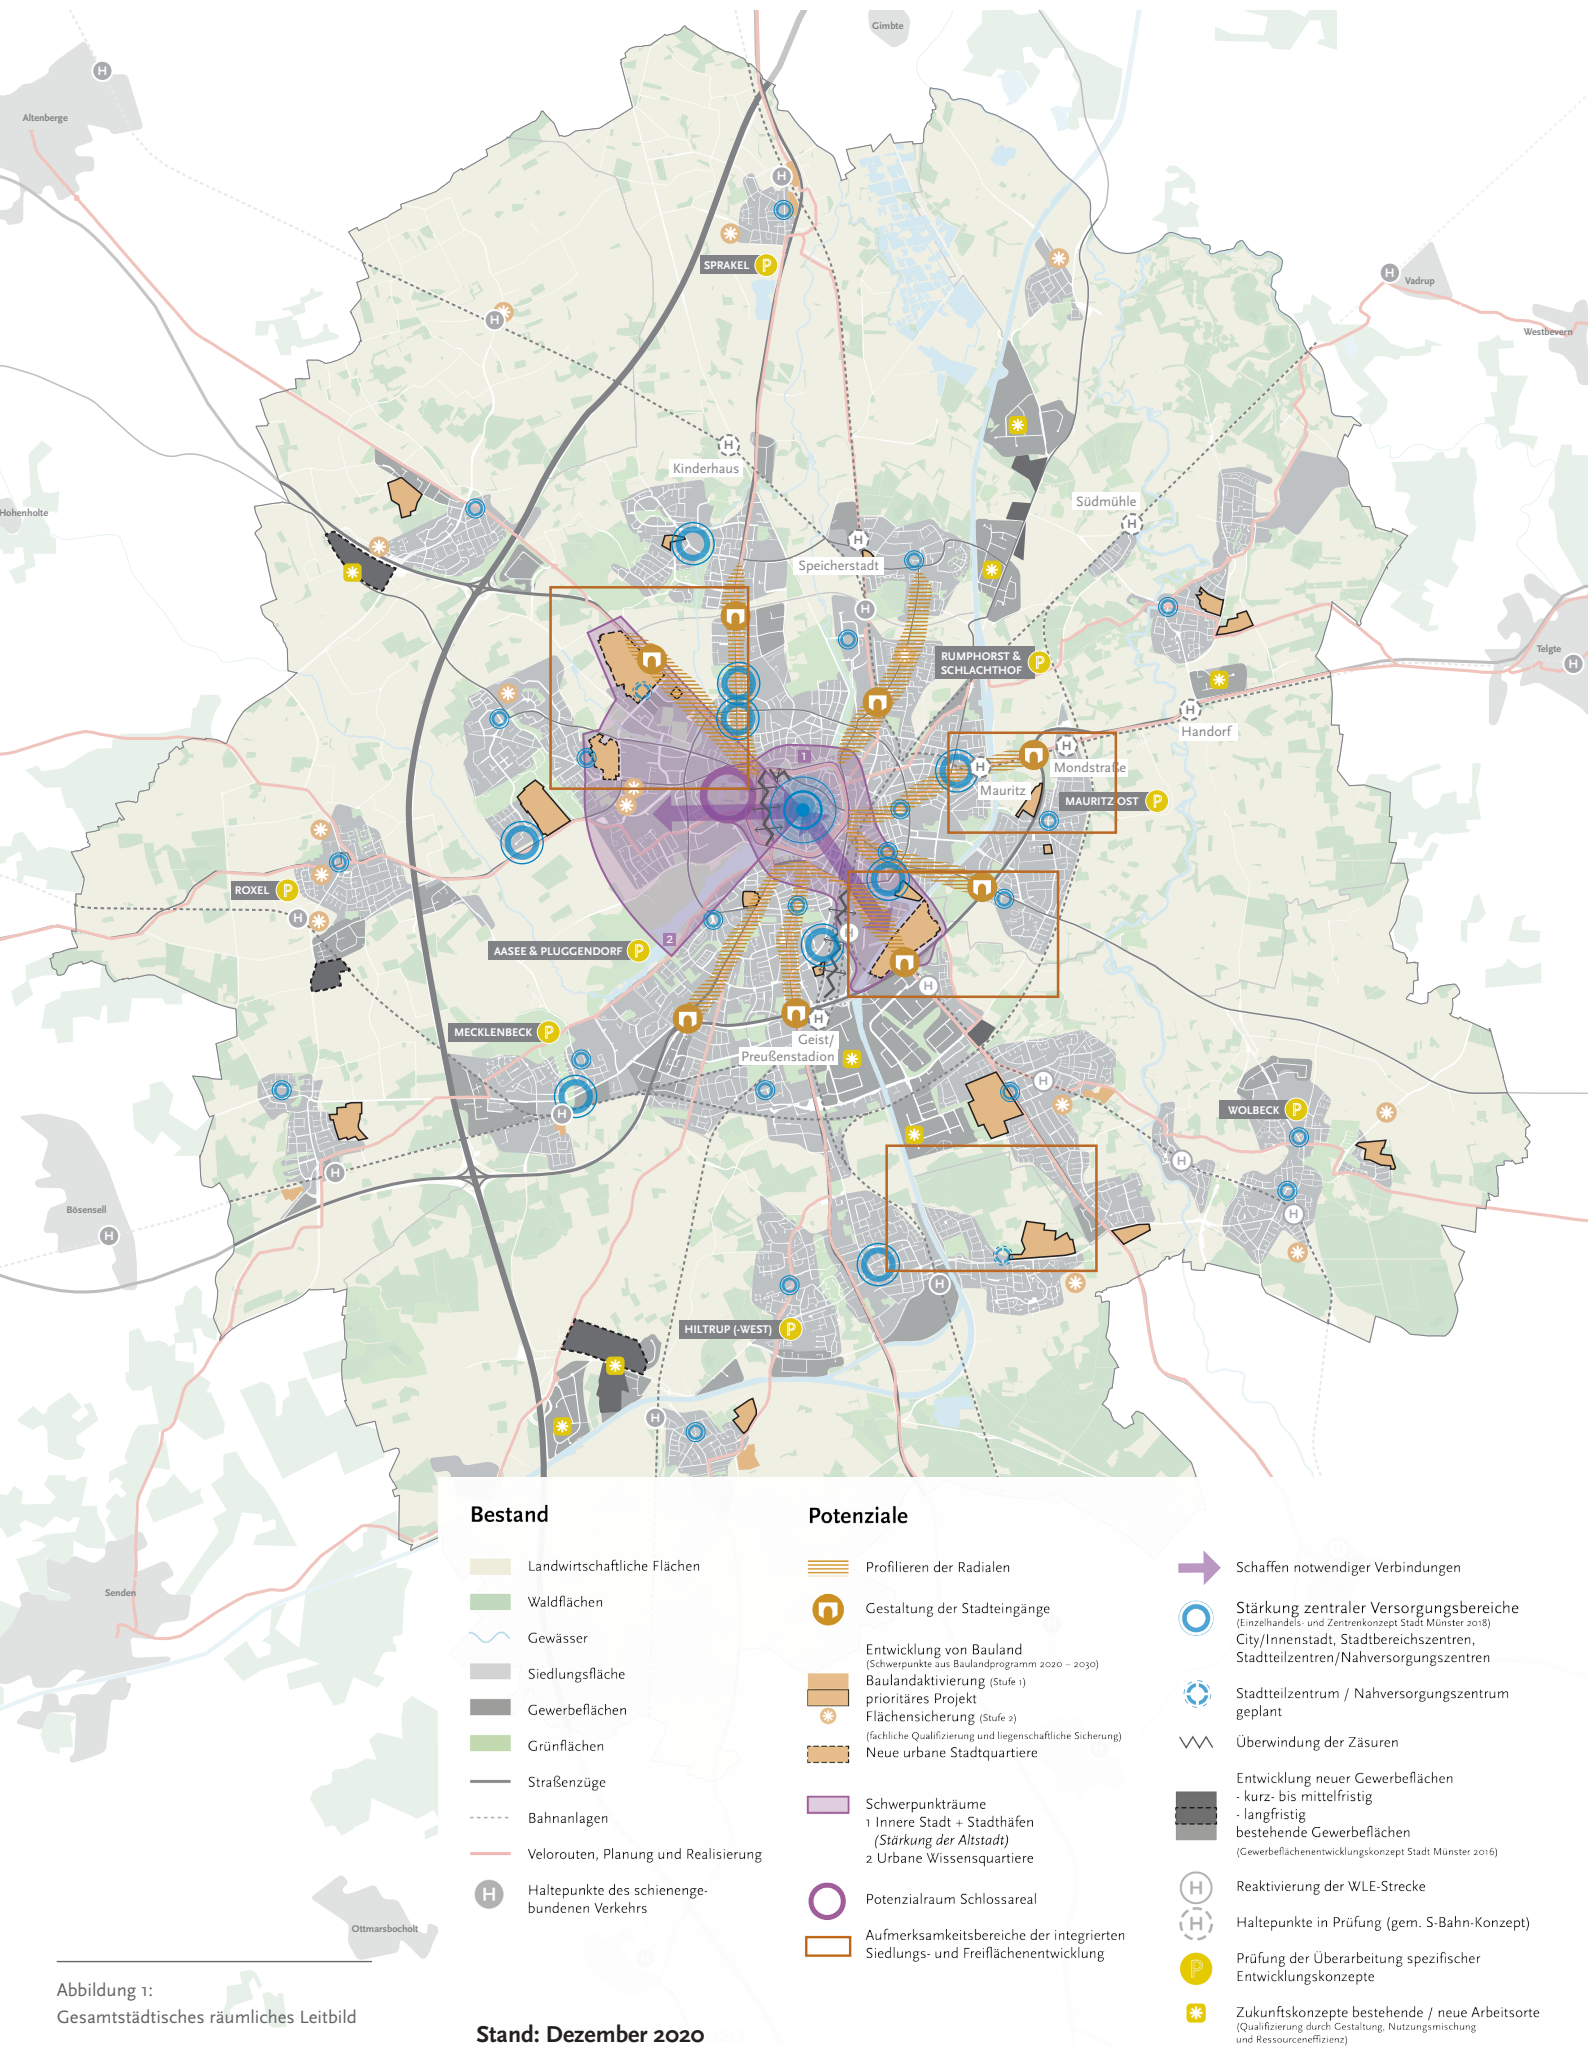 Gimbte
H
Altenberge
H
SPRAKEL P
H
Vadrup
H
Westbevern
H
Kinderhaus
Hohenholte
Südmühle
H
H
Speicherstadt
H
RUMPHORST &
SCHLACHTHOF P
Telgte
H
H
Handorf
1
H
Mondstraße
H
Mauritz
MAURITZ-OST P
ROXEL P
H
2
H
AASEE & PLUGGENDORF P
H
MECKLENBECK P
H
Geist/
Preußenstadion
H
H
WOLBECK P
H
H
Bösensell
H
H
H
HILTRUP (-WEST) P
H
Senden
Ottmarsbocholt
Bestand
Landwirtschaftliche Flächen
Waldflächen
Gewässer
Siedlungsfläche
Gewerbeflächen
Grünflächen
Straßenzüge
Bahnanlagen
Velorouten, Planung und Realisierung
H
Haltepunkte des schienenge-
bundenen Verkehrs
Potenziale
Profilieren der Radialen
Gestaltung der Stadteingänge
Entwicklung von Bauland
(Schwerpunkte aus Baulandprogramm 2020 – 2030)
Baulandaktivierung (Stufe 1)
prioritäres Projekt
Flächensicherung (Stufe 2)
(fachliche Qualifizierung und liegenschaftliche Sicherung)
Neue urbane Stadtquartiere
Schwerpunkträume
1 Innere Stadt + Stadthäfen
(Stärkung der Altstadt)
2 Urbane Wissensquartiere
Potenzialraum Schlossareal
Aufmerksamkeitsbereiche der integrierten
Siedlungs- und Freiflächenentwicklung
Schaffen notwendiger Verbindungen
Stärkung zentraler Versorgungsbereiche
(Einzelhandels- und Zentrenkonzept Stadt Münster 2018)
City/Innenstadt, Stadtbereichszentren,
Stadtteilzentren/Nahversorgungszentren
Stadtteilzentrum / Nahversorgungszentrum
geplant
Überwindung der Zäsuren
Entwicklung neuer Gewerbeflächen
- kurz- bis mittelfristig
- langfristig
bestehende Gewerbeflächen
(Gewerbeflächenentwicklungskonzept Stadt Münster 2016)
H
Reaktivierung der WLE-Strecke
H
Haltepunkte in Prüfung (gem. S-Bahn-Konzept)
P
Prüfung der Überarbeitung spezifischer
Entwicklungskonzepte
Zukunftskonzepte bestehende / neue Arbeitsorte
(Qualifizierung durch Gestaltung, Nutzungsmischung
und Ressourceneffizienz)
Abbildung 1:
Gesamtstädtisches räumliches Leitbild
Stand: Dezember 2020